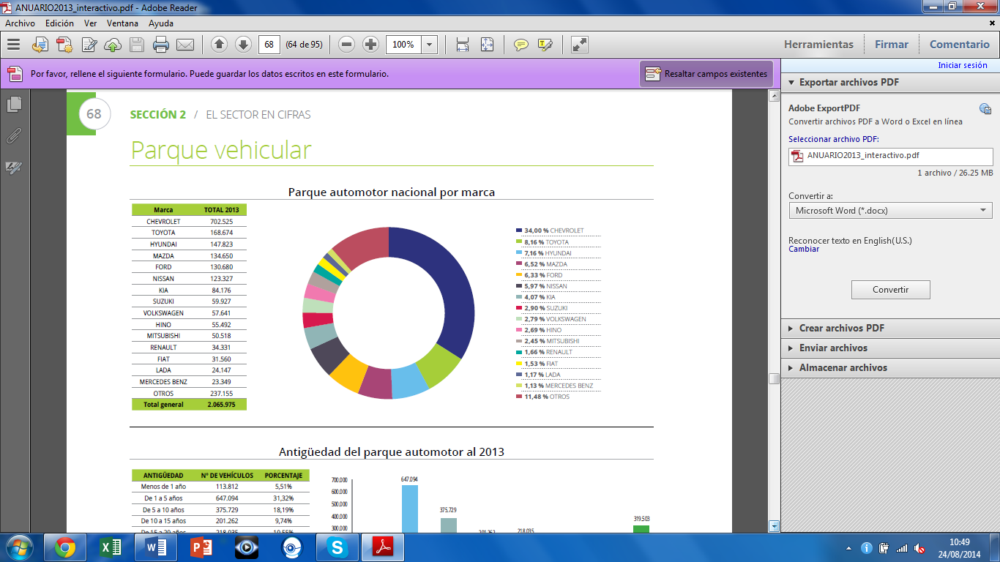 ANUARIO2013_interactivo.pdf - Adobe Reader
Archivo Edición Ver Ventana Ayuda
68 (64 de 95) 100% Herramientas Firmar Comentario
Por favor, rellene el siguiente formulario. Puede guardar los datos escritos en este formulario. Resaltar campos existentes
Iniciar sesión
Exportar archivos PDF
Adobe ExportPDF
Convertir archivos PDF a Word o Excel en línea
Seleccionar archivo PDF:
ANUARIO2013_interactivo.pdf
1 archivo / 26.25 MB
Convertir a:
Microsoft Word (*.docx)
Reconocer texto en English(U.S.)
Cambiar
Convertir
Crear archivos PDF
Enviar archivos
Almacenar archivos
68 SECCIÓN 2 / EL SECTOR EN CIFRAS
Parque vehicular
Parque automotor nacional por marca
Marca TOTAL 2013
CHEVROLET 702.525
TOYOTA 168.674
HYUNDAI 147.823
MAZDA 134.650
FORD 130.680
NISSAN 123.327
KIA 84.176
SUZUKI 59.927
VOLKSWAGEN 57.641
HINO 55.492
MITSUBISHI 50.518
RENAULT 34.331
FIAT 31.560
LADA 24.147
MERCEDES BENZ 23.349
OTROS 237.155
Total general 2.065.975
34,00 % CHEVROLET
8,16 % TOYOTA
7,16 % HYUNDAI
6,52 % MAZDA
6,33 % FORD
5,97 % NISSAN
4,07 % KIA
2,90 % SUZUKI
2,79 % VOLKSWAGEN
2,69 % HINO
2,45 % MITSUBISHI
1,66 % RENAULT
1,53 % FIAT
1,17 % LADA
1,13 % MERCEDES BENZ
11,48 % OTROS
Antigüedad del parque automotor al 2013
ANTIGÜEDAD Nº DE VEHÍCULOS PORCENTAJE
Menos de 1 año 113.812 5,51%
De 1 a 5 años 647.094 31,32%
De 5 a 10 años 375.729 18,19%
De 10 a 15 años 201.262 9,74%
De 15 a 20 años 218.035 10,55%
700.000
600.000
500.000
400.000
300.000
647.094
375.729
201.262
218.035
319.503
10:49
24/08/2014